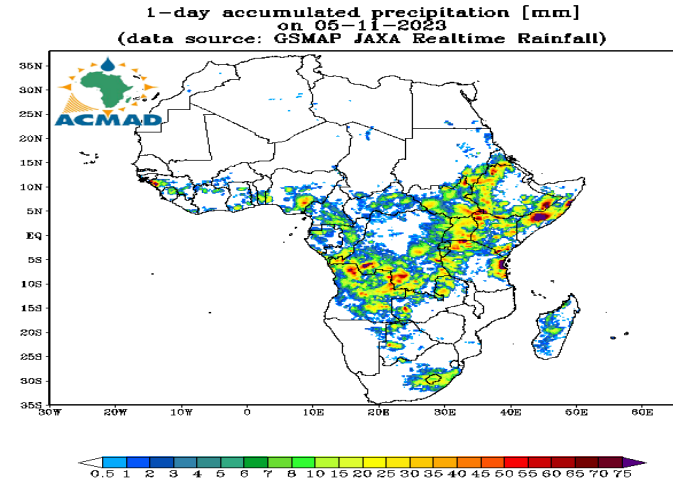 1-day accumulated precipitation [mm]
on 05-11-2023
(data source: GSMAP JAXA Realtime Rainfall)
ACMAD
35N
30N
25N
20N
15N
10N
5N
EQ
5S
10S
15S
20S
25S
30S
35S
30W 20W 10W 0 10E 20E 30E 40E 50E 60E
0.5 1 2 3 4 5 6 7 8 10 15 20 25 30 35 40 45 50 55 60 65 70 75